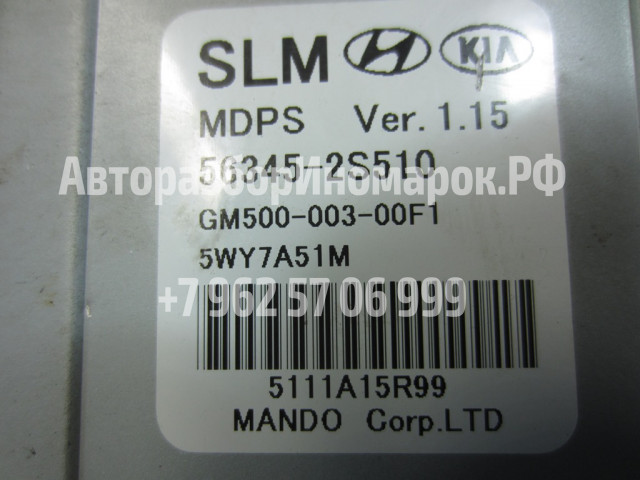 SLM KIA
MDPS Ver. 1.15
56345-2S510
АвторазборИномарок.РФ
GM500-003-00F1
5WY7A51M
+7 962 57 06 999
5111A15R99
MANDO Corp.LTD